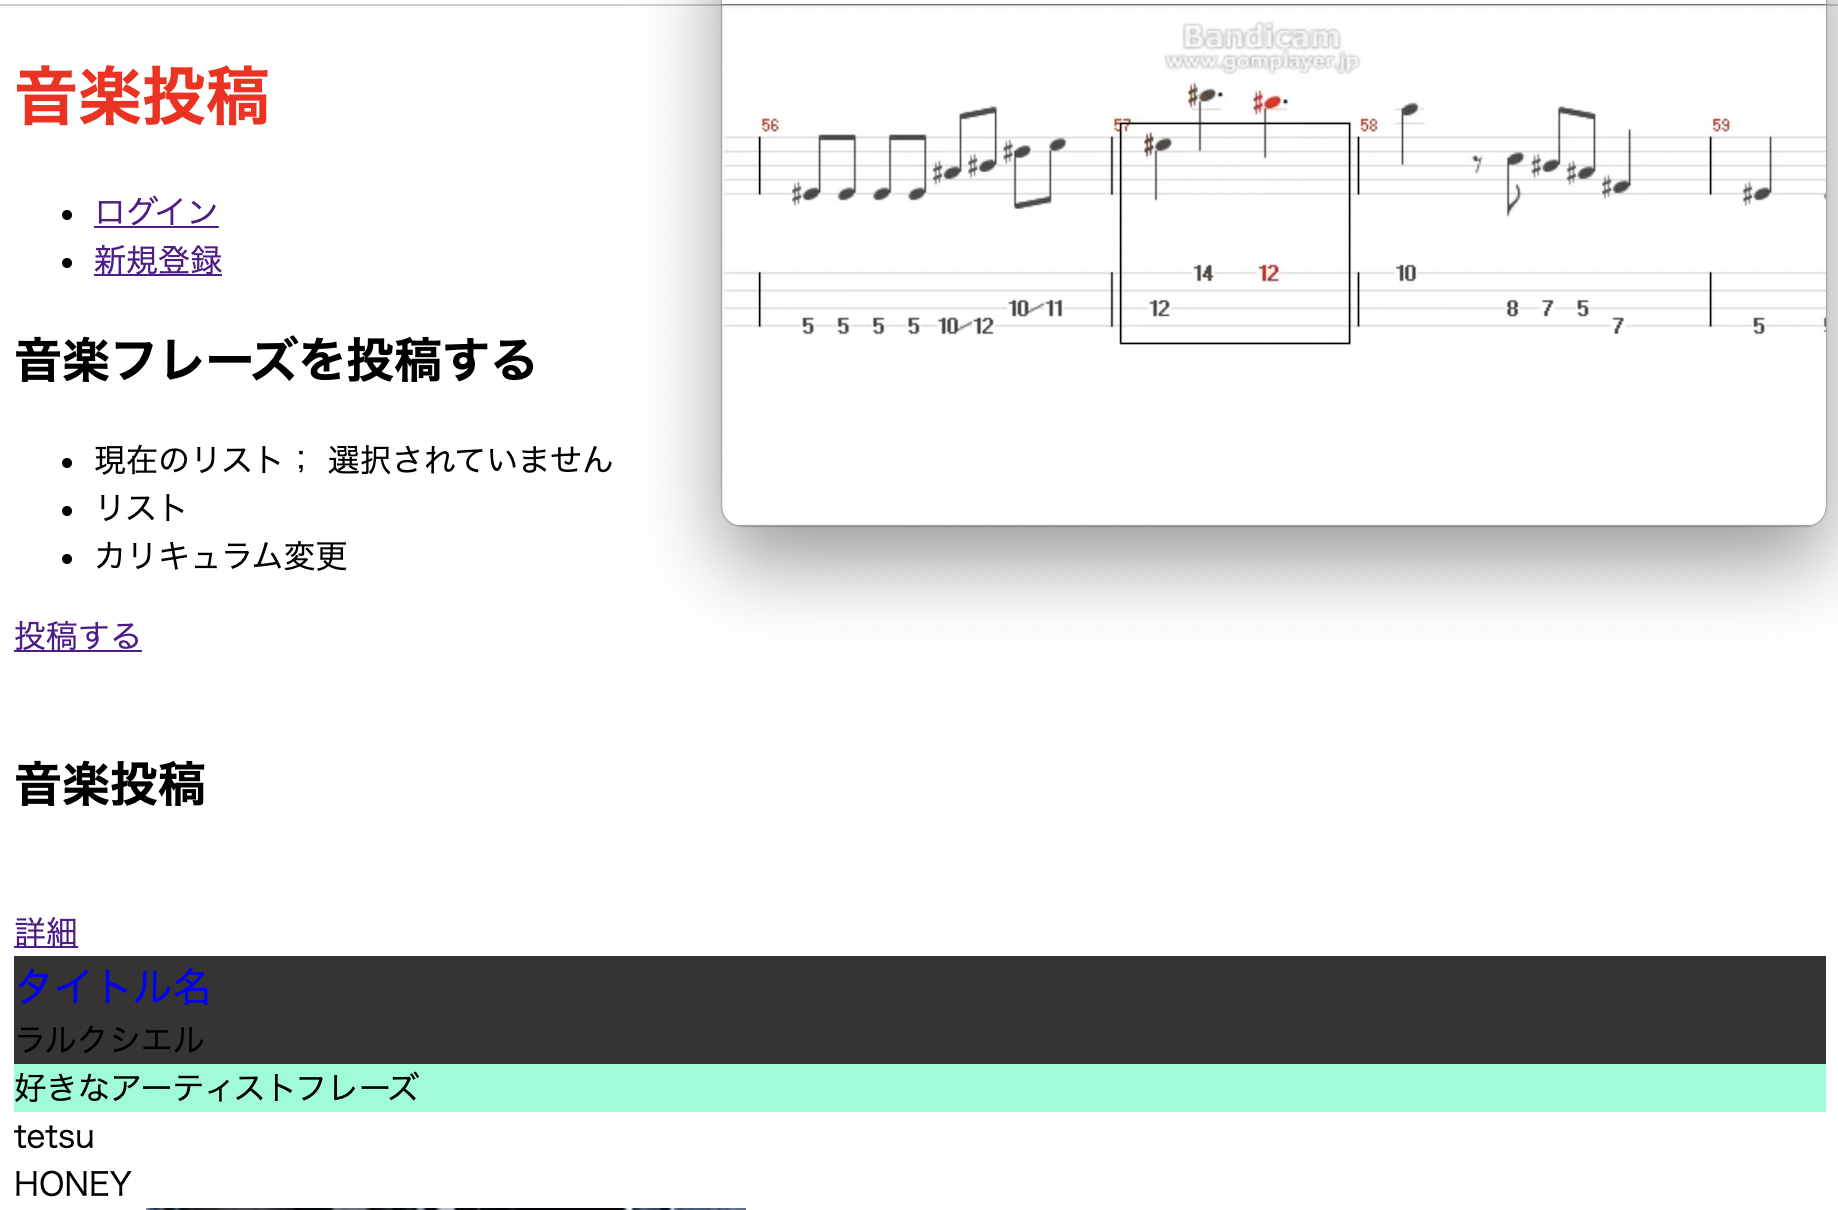 音楽投稿
ログイン
新規登録
音楽フレーズを投稿する
現在のリスト； 選択されていません
リスト
カリキュラム変更
投稿する
音楽投稿
詳細
タイトル名
ラルクシエル
好きなアーティストフレーズ
tetsu
HONEY
Bandicam
www.gomplayer.jp
56 57 58 59
14 12 10
12 10 11 8 7 5
5 5 5 5 10 12 7 5